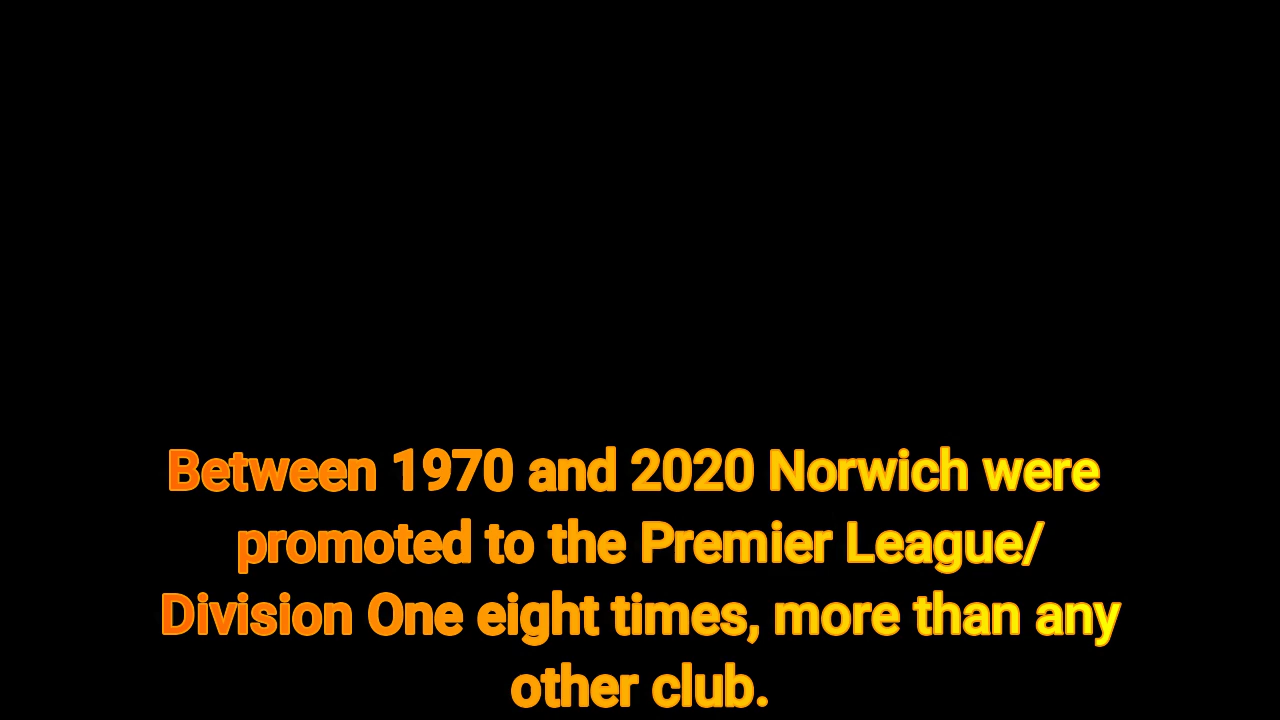 Between 1970 and 2020 Norwich were
promoted to the Premier League/
Division One eight times, more than any
other club.